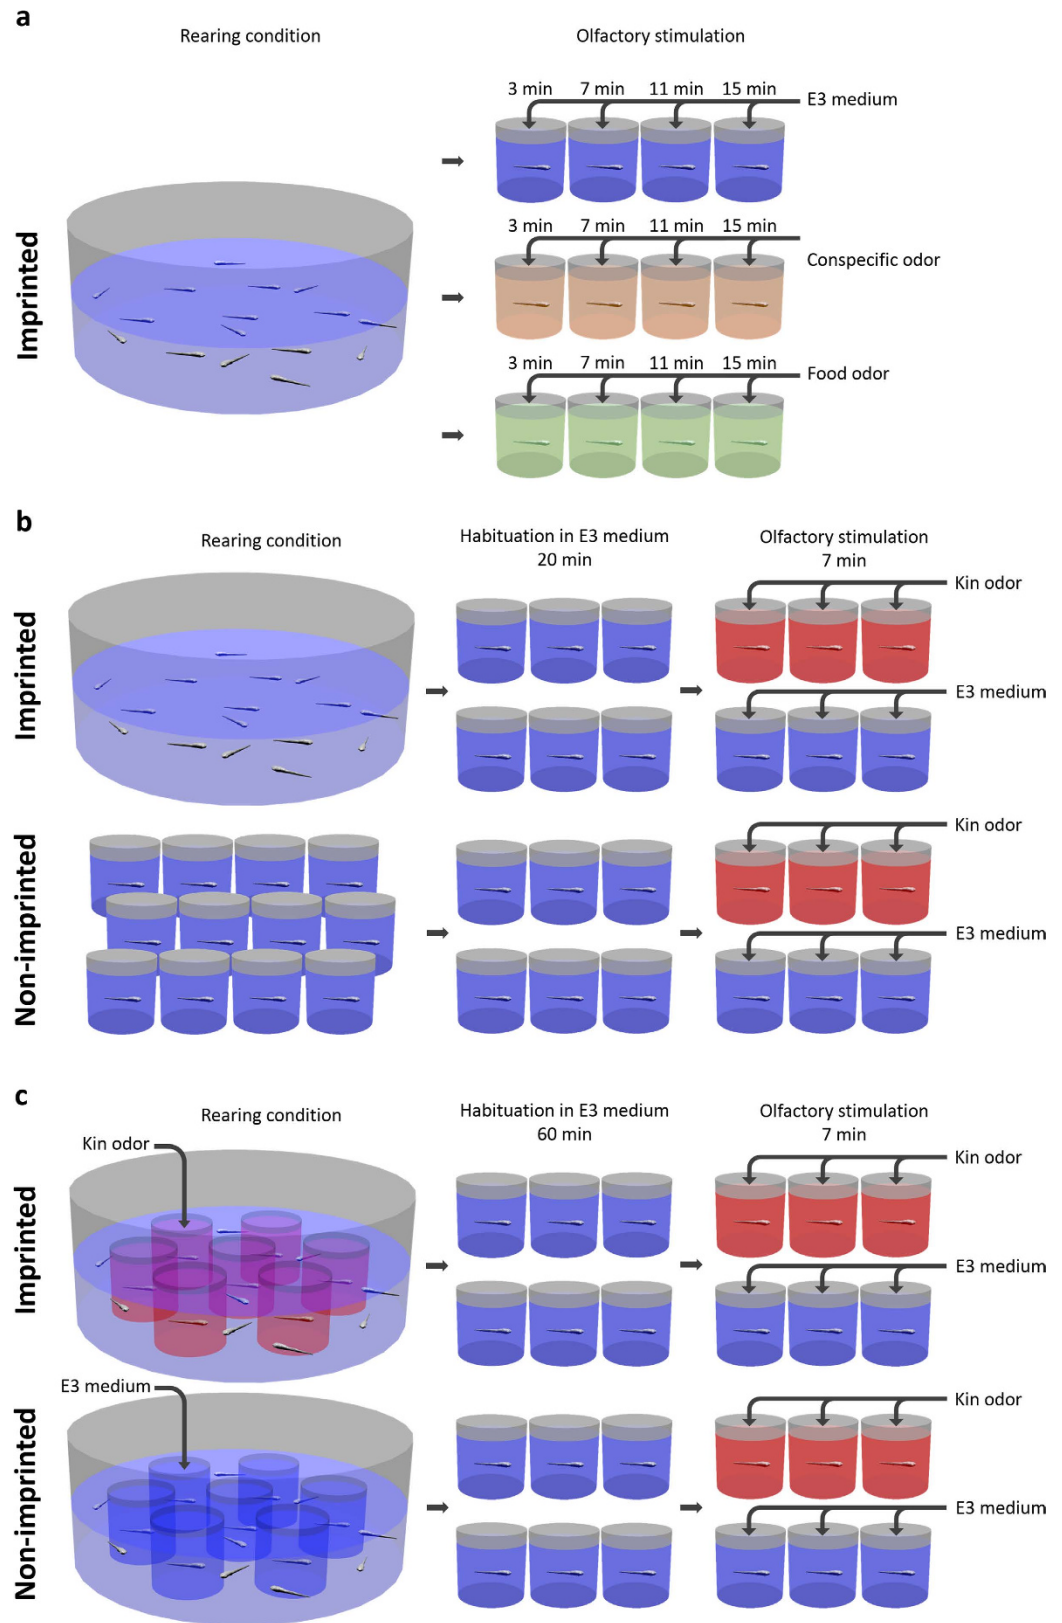 a
Rearing condition
Olfactory stimulation
3 min 7 min 11 min 15 min
E3 medium
Imprinted
3 min 7 min 11 min 15 min
Conspecific odor
3 min 7 min 11 min 15 min
Food odor
b
Rearing condition
Habituation in E3 medium
20 min
Olfactory stimulation
7 min
Imprinted
Kin odor
E3 medium
Non-imprinted
Kin odor
E3 medium
c
Rearing condition
Habituation in E3 medium
60 min
Olfactory stimulation
7 min
Imprinted
Kin odor
Kin odor
E3 medium
Non-imprinted
E3 medium
Kin odor
E3 medium